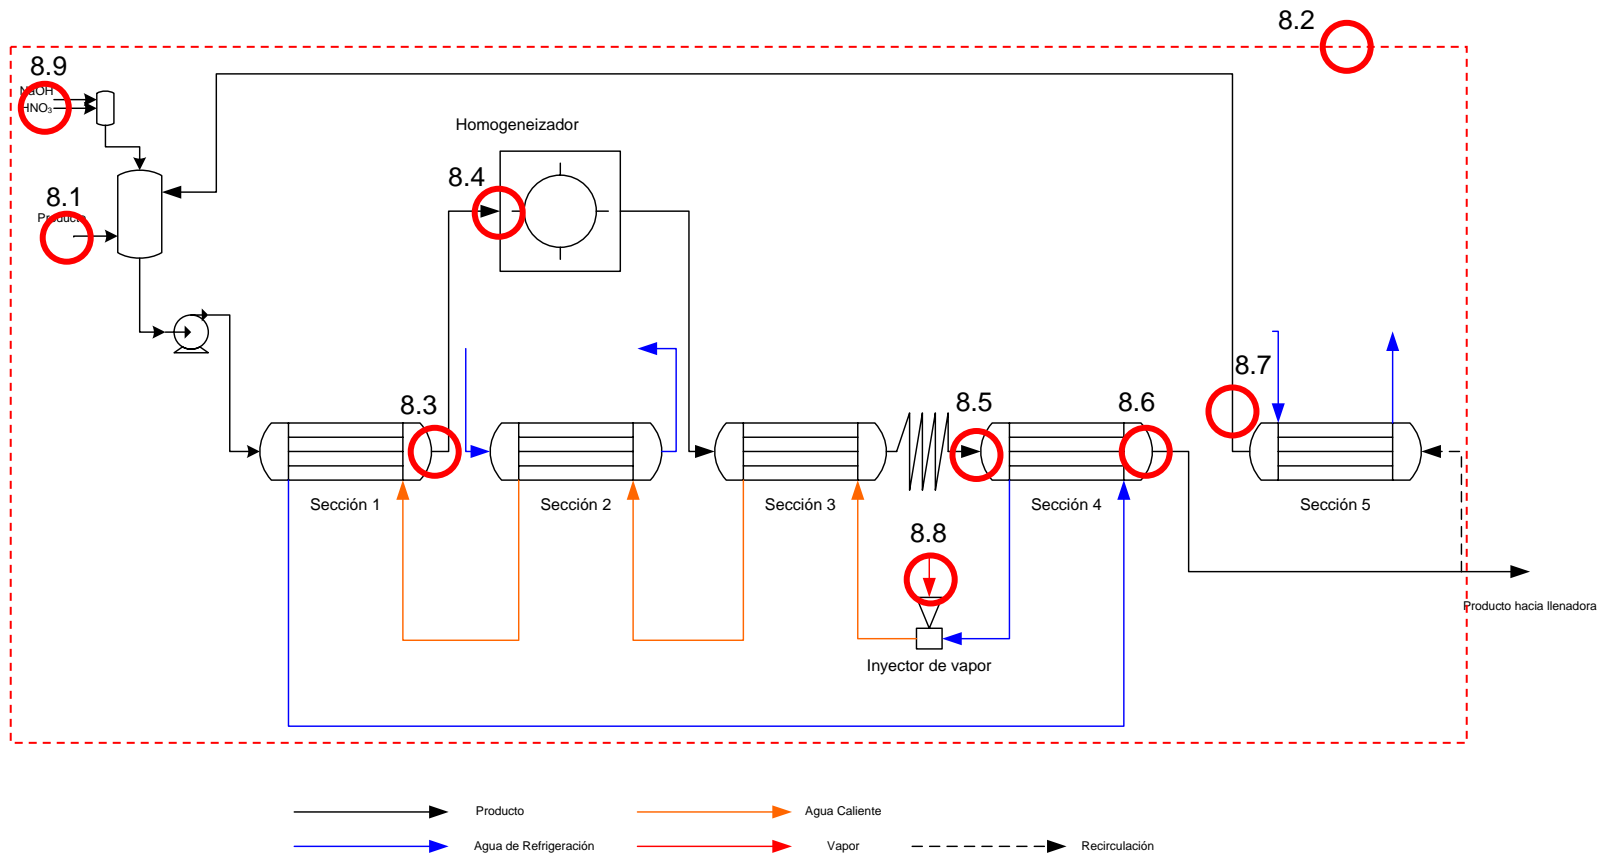 8.2
8.9
NaOH
HNO₃
Homogeneizador
8.4
8.1
Producto
8.3
8.5
8.6
8.7
Sección 1
Sección 2
Sección 3
Sección 4
Sección 5
8.8
Producto hacia llenadora
Inyector de vapor
Producto
Agua Caliente
Agua de Refrigeración
Vapor
Recirculación